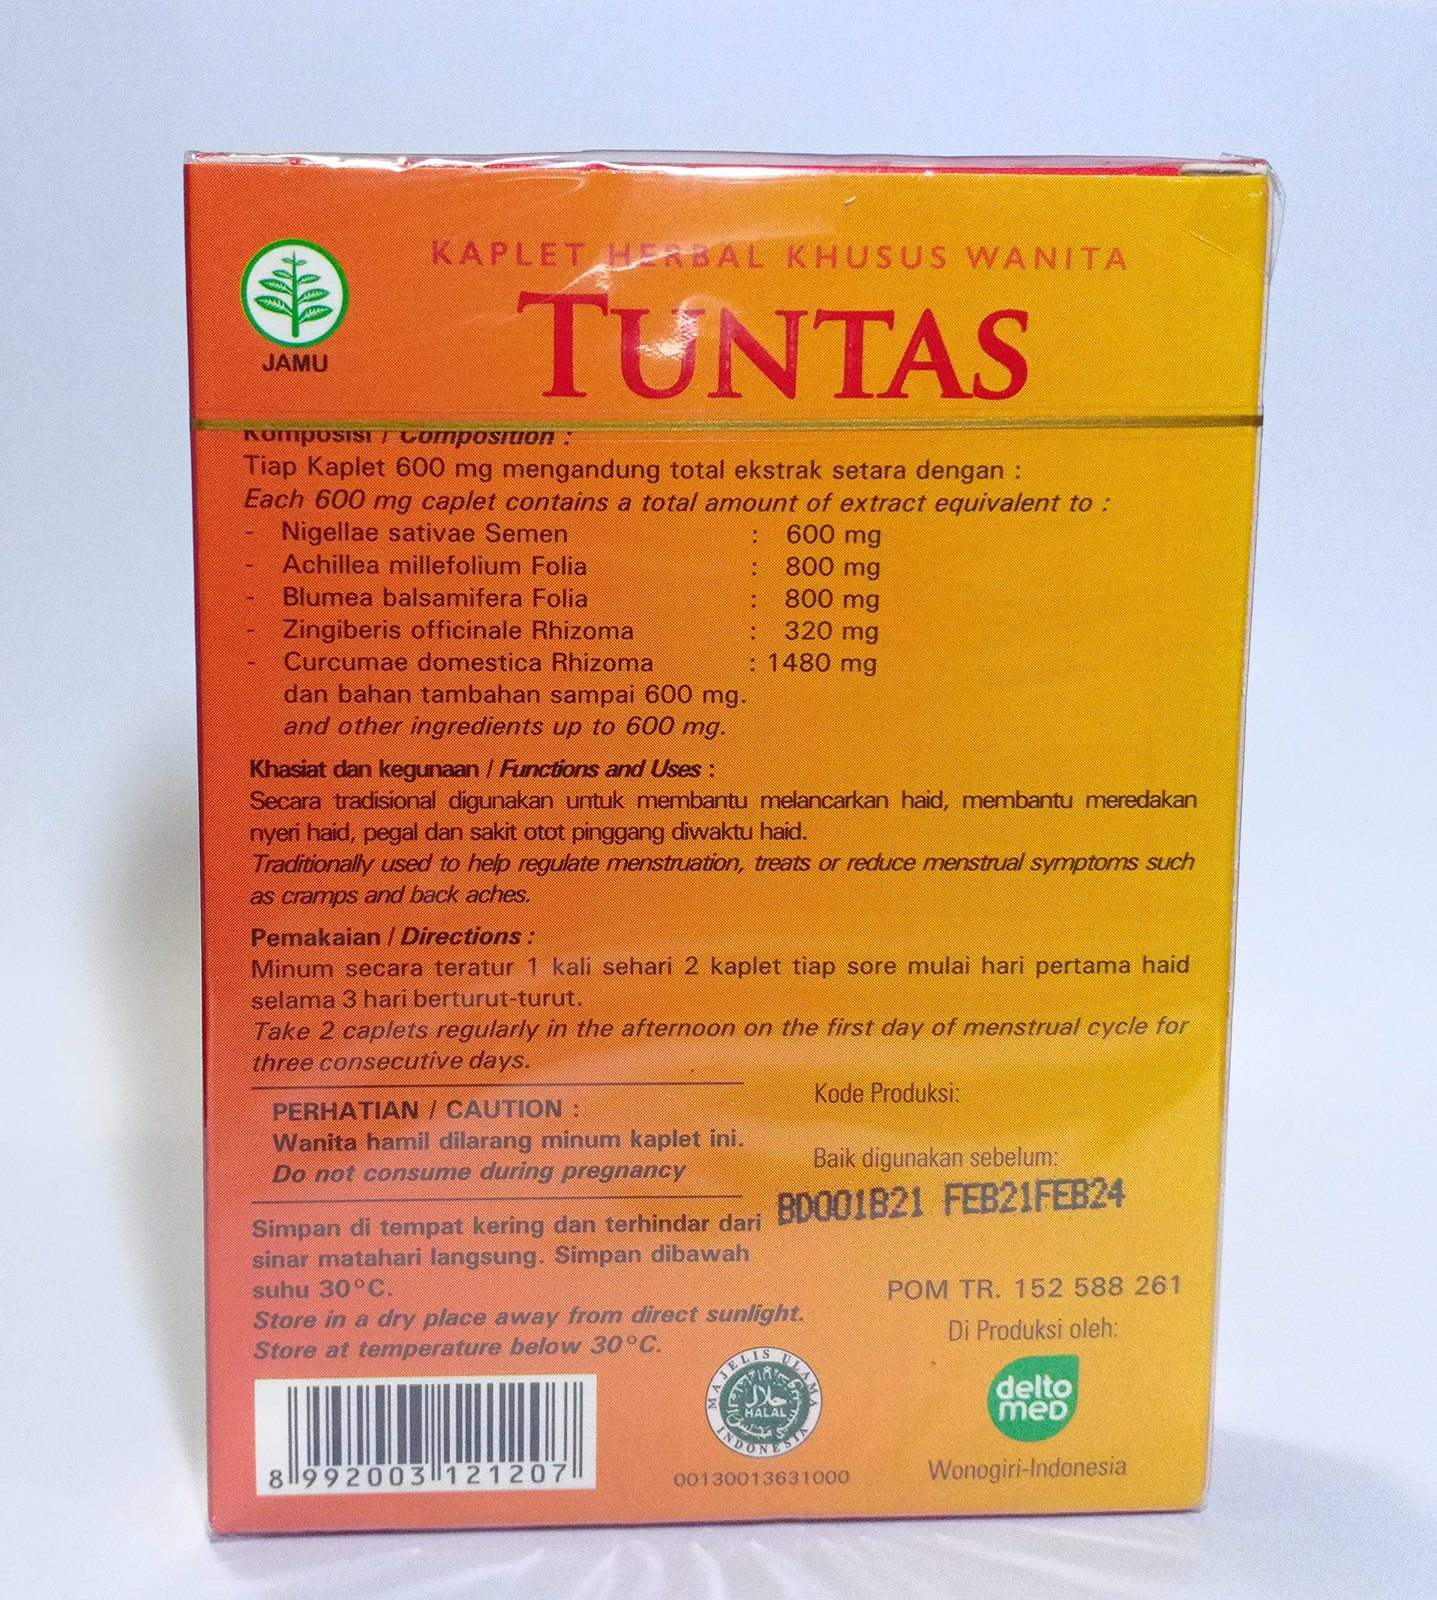 KAPLET HERBAL KHUSUS WANITA
TUNTAS
JAMU
Komposisi / Composition :
Tiap Kaplet 600 mg mengandung total ekstrak setara dengan :
Each 600 mg caplet contains a total amount of extract equivalent to :
- Nigellae sativae Semen : 600 mg
- Achillea millefolium Folia : 800 mg
- Blumea balsamifera Folia : 800 mg
- Zingiberis officinale Rhizoma : 320 mg
- Curcumae domestica Rhizoma : 1480 mg
dan bahan tambahan sampai 600 mg.
and other ingredients up to 600 mg.
Khasiat dan kegunaan / Functions and Uses :
Secara tradisional digunakan untuk membantu melancarkan haid, membantu meredakan
nyeri haid, pegal dan sakit otot pinggang diwaktu haid.
Traditionally used to help regulate menstruation, treats or reduce menstrual symptoms such
as cramps and back aches.
Pemakaian / Directions :
Minum secara teratur 1 kali sehari 2 kaplet tiap sore mulai hari pertama haid
selama 3 hari berturut-turut.
Take 2 caplets regularly in the afternoon on the first day of menstrual cycle for
three consecutive days.
PERHATIAN / CAUTION :
Wanita hamil dilarang minum kaplet ini.
Do not consume during pregnancy
Kode Produksi:
Baik digunakan sebelum:
BD001B21 FEB21FEB24
Simpan di tempat kering dan terhindar dari
sinar matahari langsung. Simpan dibawah
suhu 30°C.
Store in a dry place away from direct sunlight.
Store at temperature below 30°C.
POM TR. 152 588 261
Di Produksi oleh:
delto
med
Wonogiri-Indonesia
MAJELIS ULAMA
حلال
HALAL
INDONESIA
00130013631000
8 992003 121207